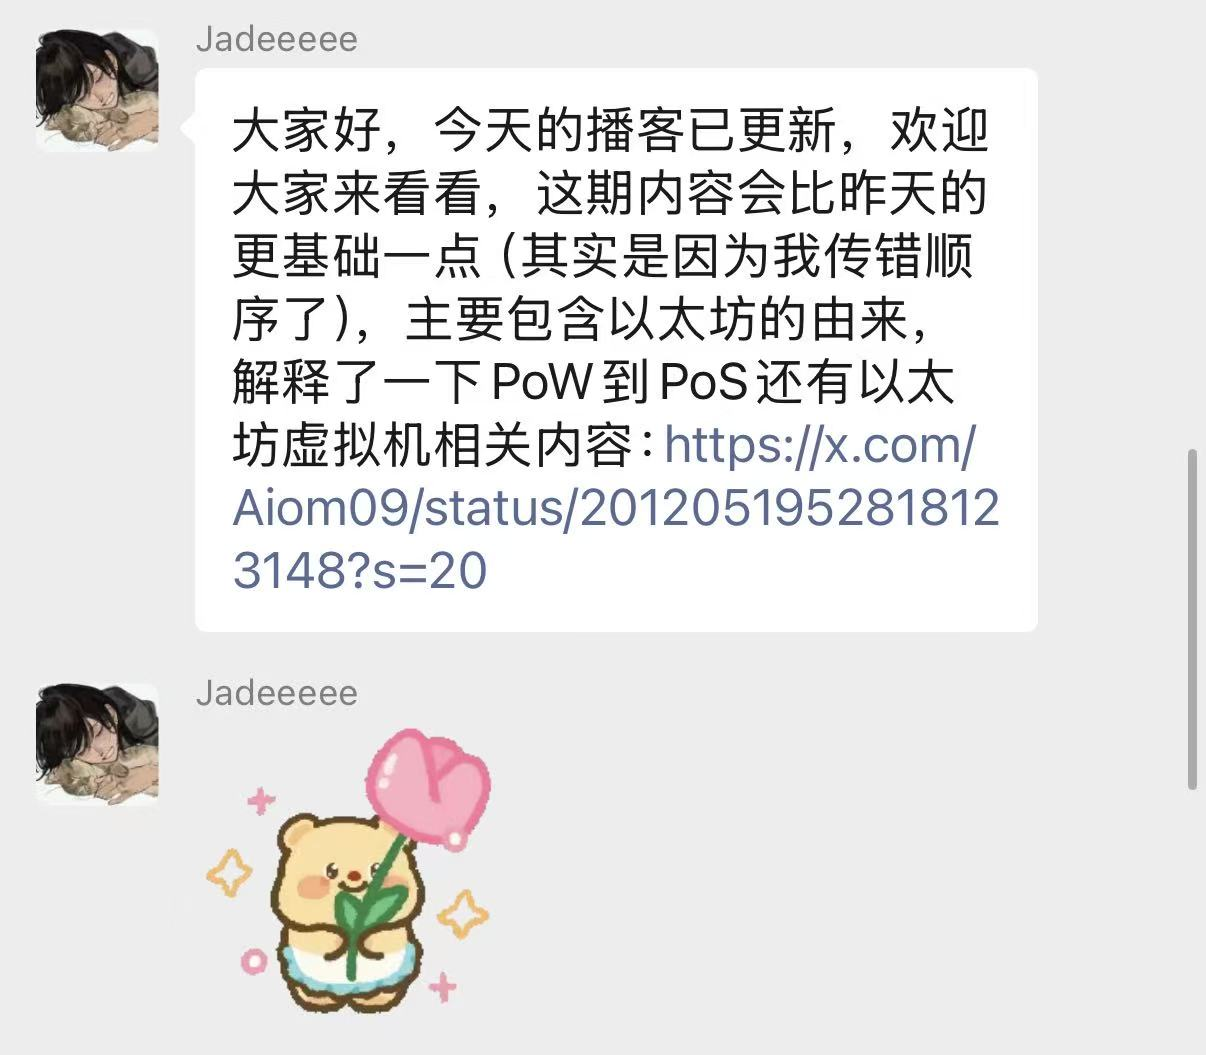 Jadeeeee
大家好，今天的播客已更新，欢迎
大家来看看，这期内容会比昨天的
更基础一点（其实是因为我传错顺
序了），主要包含以太坊的由来，
解释了一下PoW到PoS还有以太
坊虚拟机相关内容：https://x.com/
Aiom09/status/201205195281812
3148?s=20
Jadeeeee